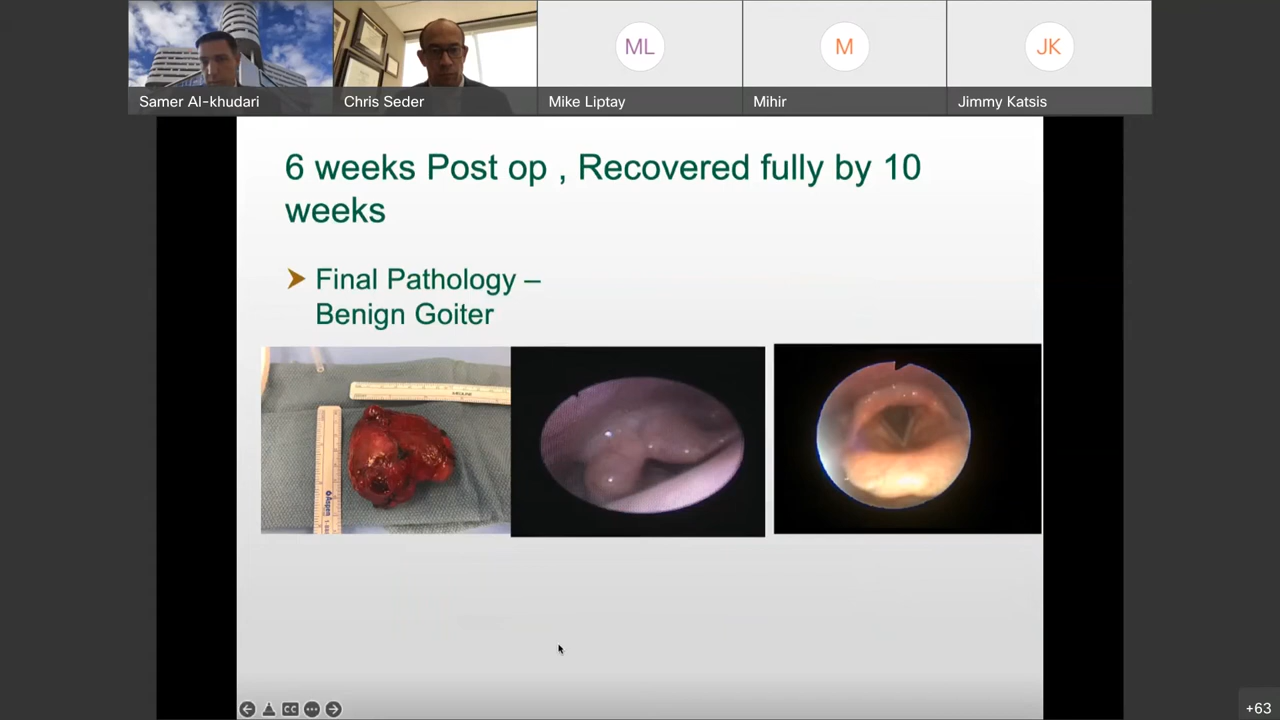 ML
M
JK
Samer Al-khudari
Chris Seder
Mike Liptay
Mihir
Jimmy Katsis
6 weeks Post op , Recovered fully by 10
weeks
➤ Final Pathology –
Benign Goiter
CC
+63